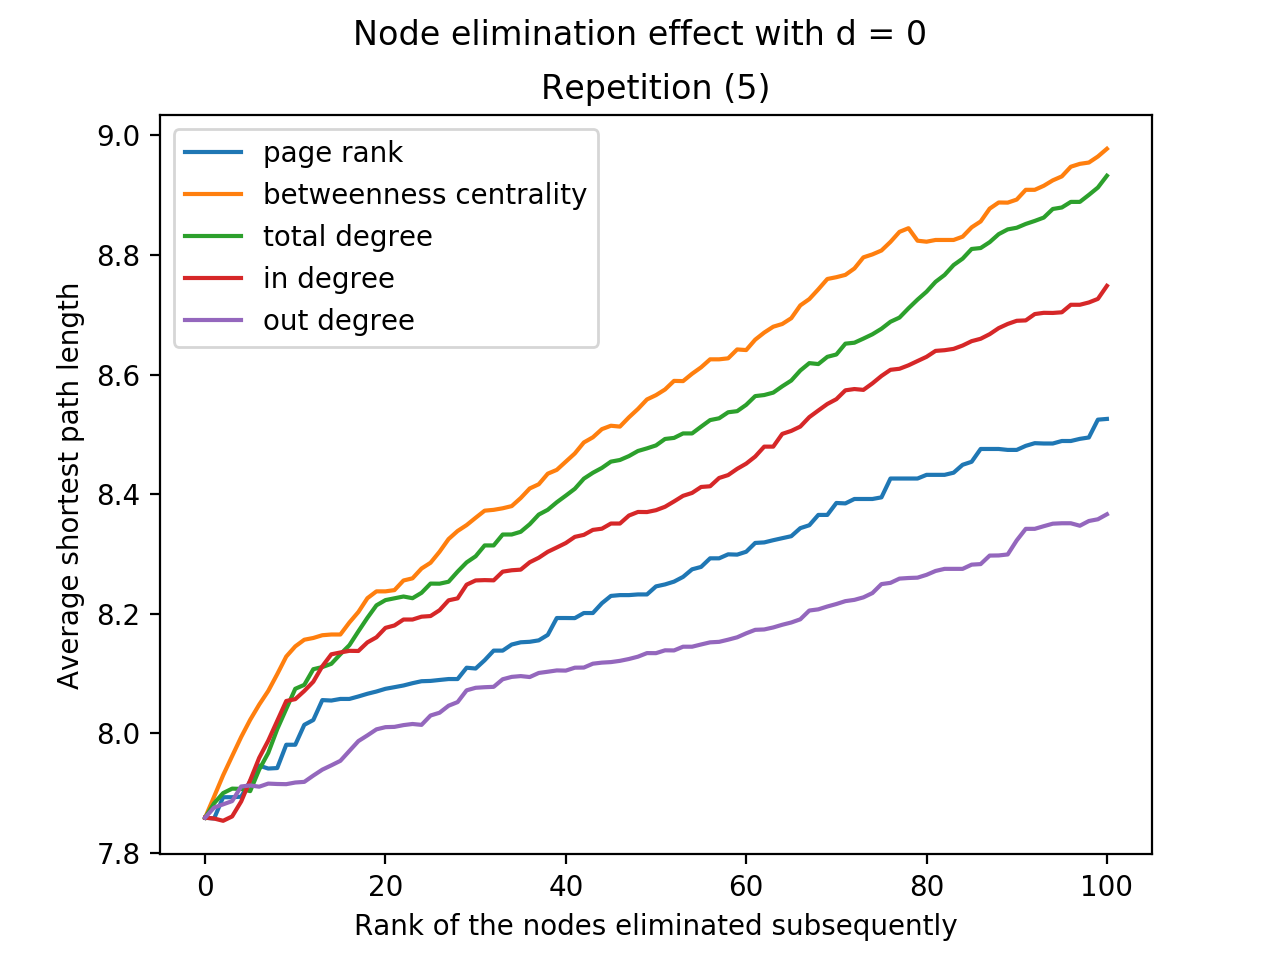 Node elimination effect with d = 0
Repetition (5)
page rank
betweenness centrality
total degree
in degree
out degree
Average shortest path length
9.0
8.8
8.6
8.4
8.2
8.0
7.8
0 20 40 60 80 100
Rank of the nodes eliminated subsequently